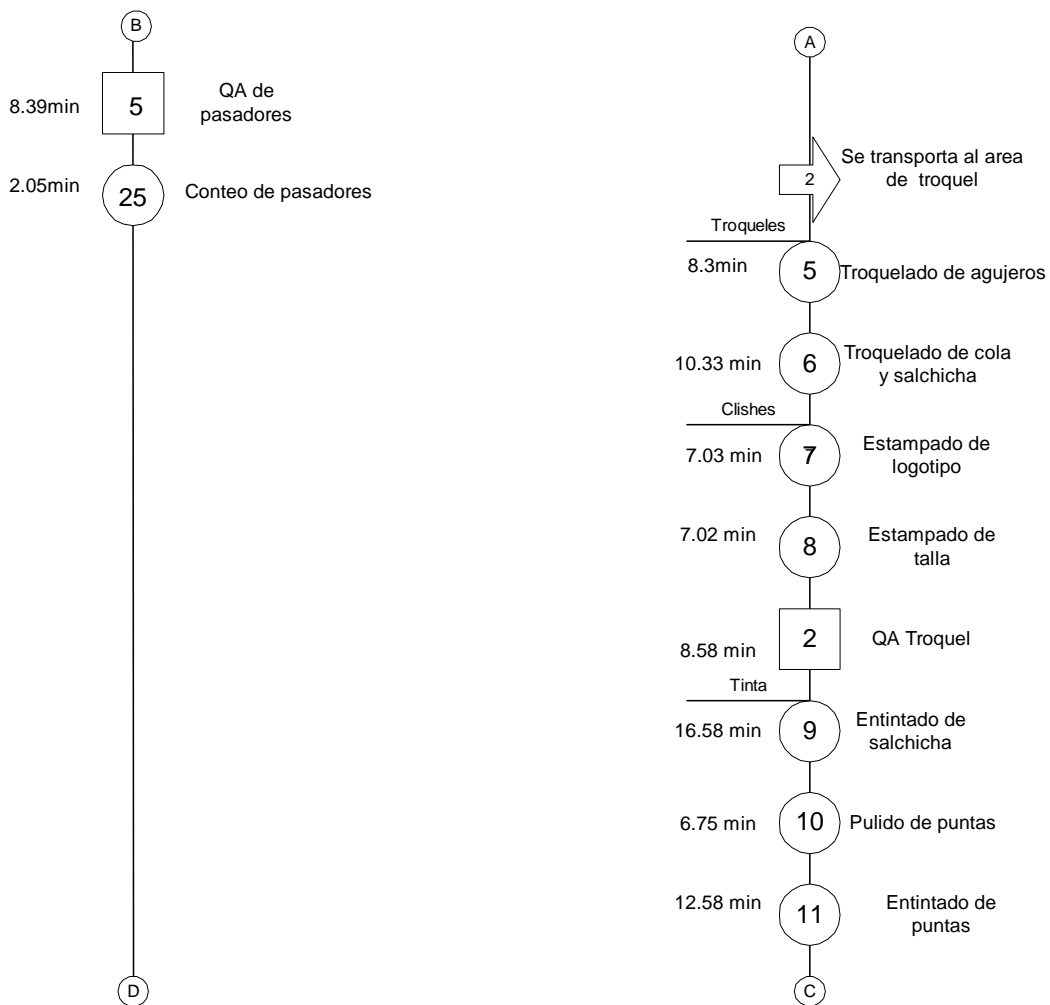 B
8.39min
5
QA de
pasadores
2.05min
25
Conteo de pasadores
D
A
2
Se transporta al area
de troquel
Troqueles
8.3min
5
Troquelado de agujeros
10.33 min
6
Troquelado de cola
y salchicha
Clishes
7.03 min
7
Estampado de
logotipo
7.02 min
8
Estampado de
talla
8.58 min
2
QA Troquel
Tinta
16.58 min
9
Entintado de
salchicha
6.75 min
10
Pulido de puntas
12.58 min
11
Entintado de
puntas
C